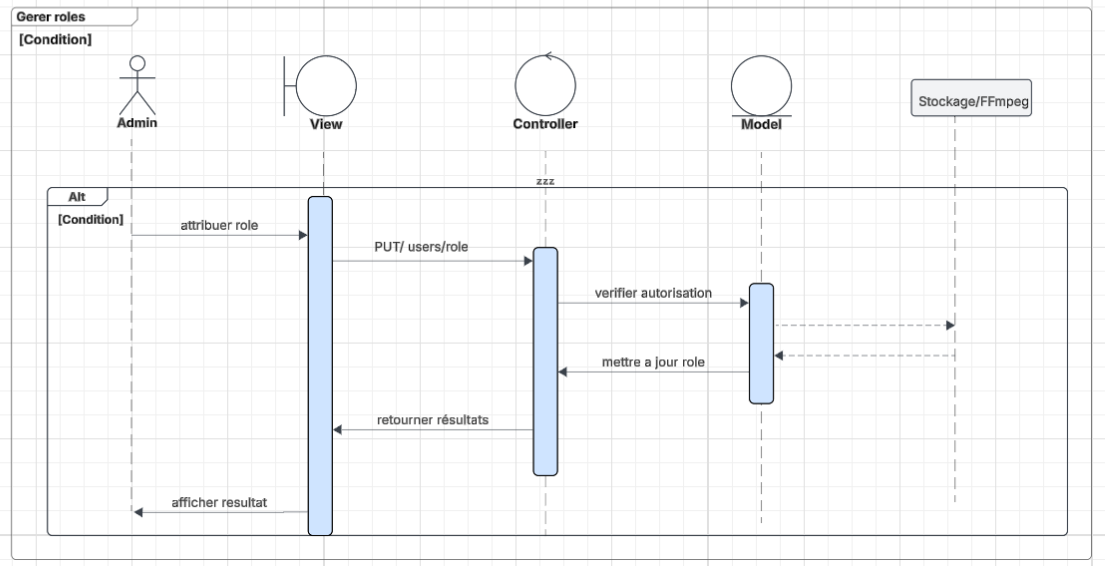 Gerer roles
[Condition]
Admin
View
Controller
Model
Stockage/FFmpeg
zzz
Alt
[Condition]
attribuer role
PUT/ users/role
verifier autorisation
mettre a jour role
retourner résultats
afficher resultat